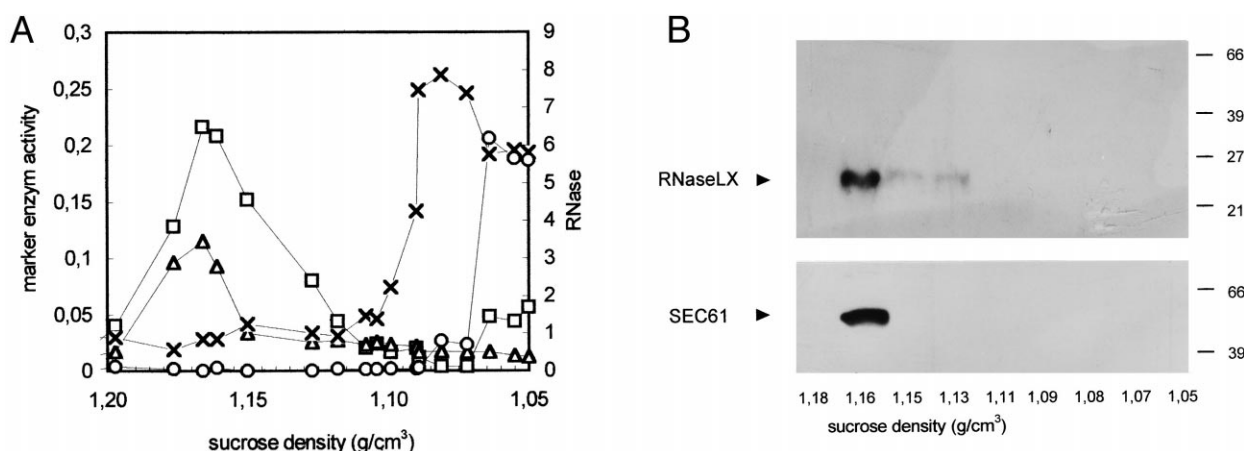 A
0,3
0,25
0,2
0,15
0,1
0,05
0
marker enzym activity
9
8
7
6
5
4
3
2
1
0
RNase
1,20 1,15 1,10 1,05
sucrose density (g/cm³)
B
RNaseLX
66
39
27
21
SEC61
66
39
1,18 1,16 1,15 1,13 1,11 1,09 1,08 1,07 1,05
sucrose density (g/cm³)